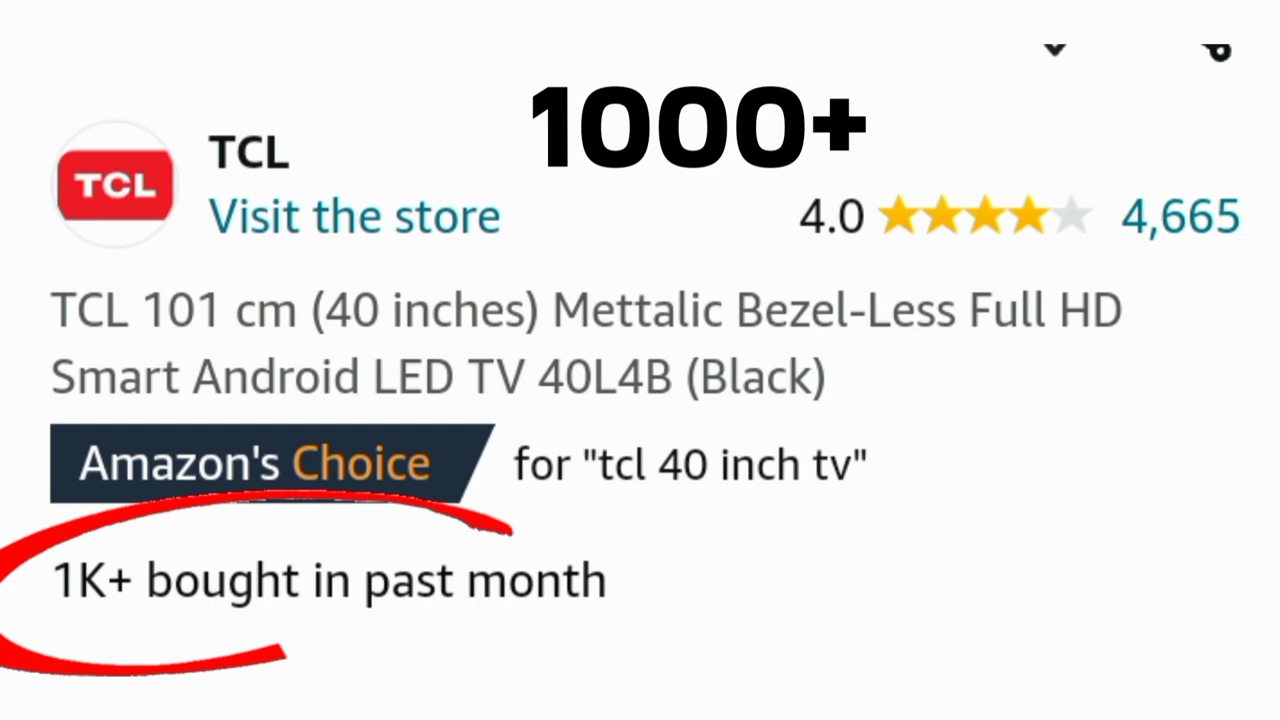 1000+
TCL
TCL
Visit the store
4.0 4,665
TCL 101 cm (40 inches) Mettalic Bezel-Less Full HD
Smart Android LED TV 40L4B (Black)
Amazon's Choice for "tcl 40 inch tv"
1K+ bought in past month